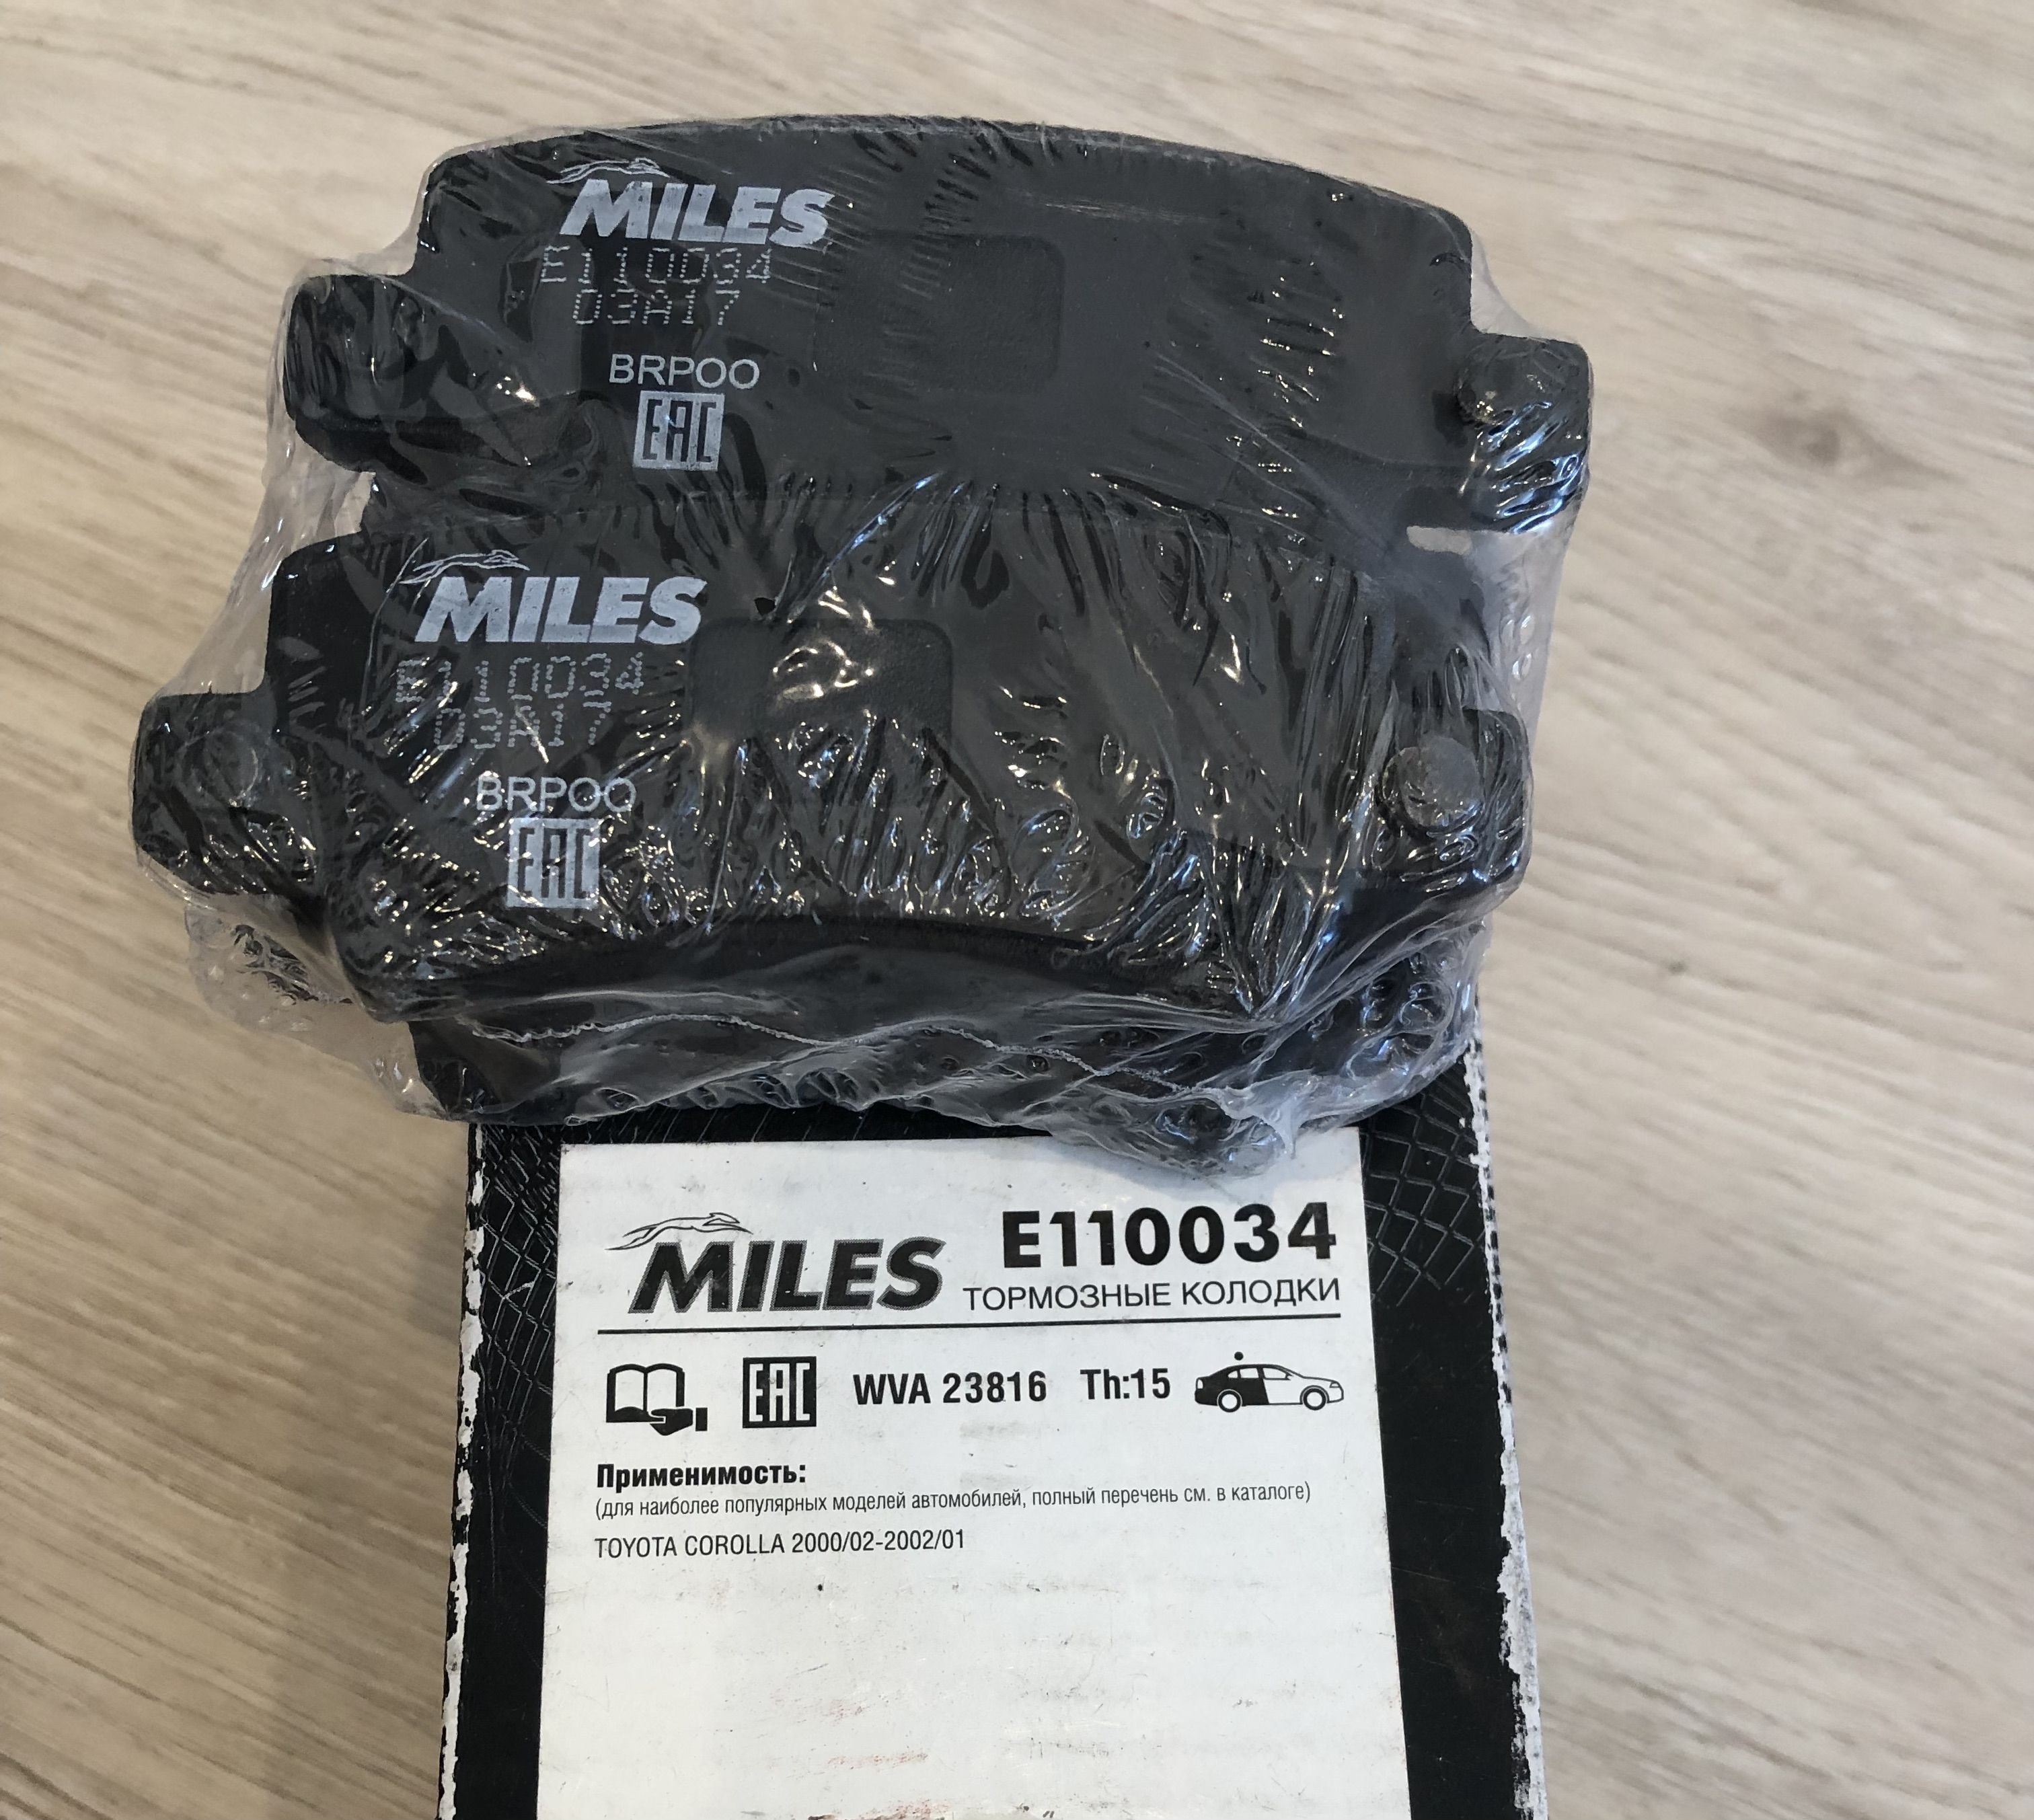 MILES
E110034
03A17
BRPOO
EAC
MILES
E110034
03A17
BRPOO
EAC
MILES E110034
ТОРМОЗНЫЕ КОЛОДКИ
EAC WVA 23816 Th:15
Применимость:
(для наиболее популярных моделей автомобилей, полный перечень см. в каталоге)
TOYOTA COROLLA 2000/02-2002/01